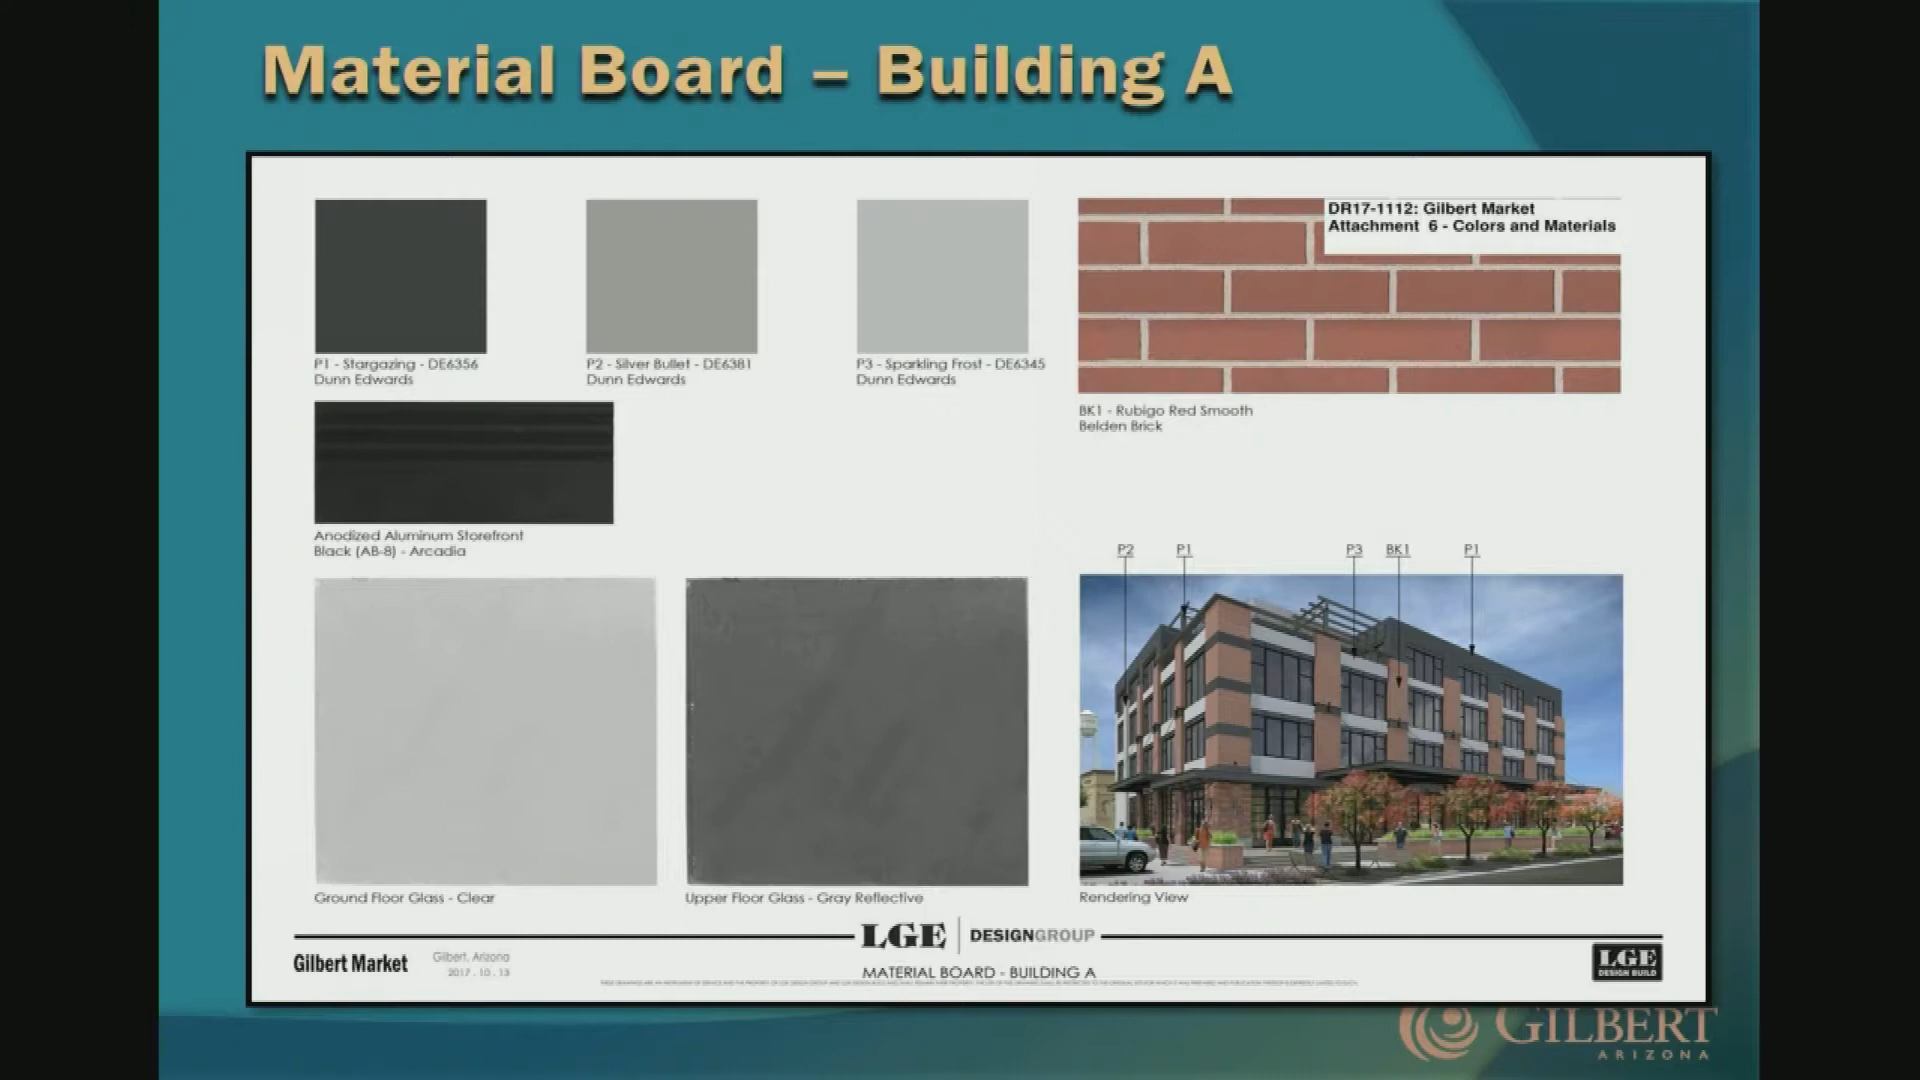 Material Board – Building A
DR17-1112: Gilbert Market
Attachment 6 - Colors and Materials
P1 - Stargazing - DE6356
Dunn Edwards
P2 - Silver Bullet - DE6381
Dunn Edwards
P3 - Sparkling Frost - DE6345
Dunn Edwards
BK1 - Rubigo Red Smooth
Belden Brick
Anodized Aluminum Storefront
Black (AB-8) - Arcadia
P2 P1 P3 BK1 P1
Ground Floor Glass - Clear
Upper Floor Glass - Gray Reflective
Rendering View
LGE DESIGNGROUP
Gilbert Market
Gilbert, Arizona
2017 . 10 . 13
MATERIAL BOARD - BUILDING A
LGE
DESIGN BUILD
GILBERT
ARIZONA